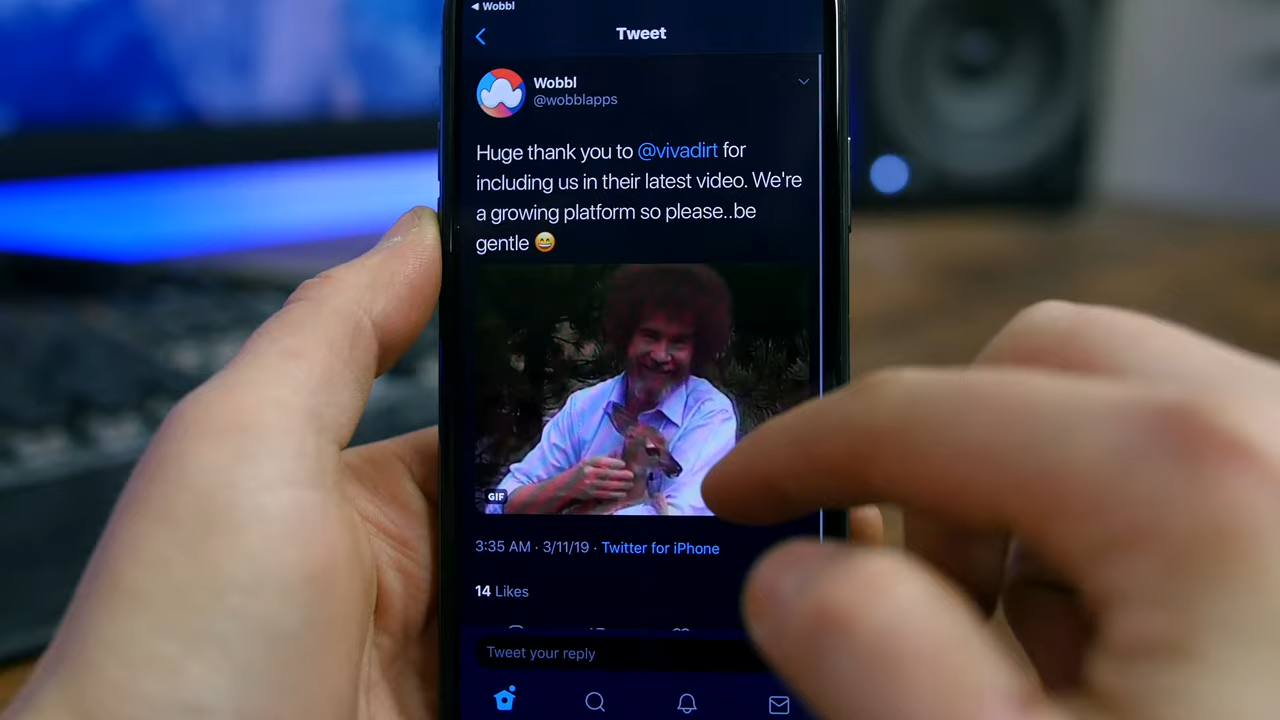 ◀ Wobbl
Tweet
Wobbl
@wobblapps
Huge thank you to @vivadirt for
including us in their latest video. We're
a growing platform so please..be
gentle 😄
GIF
3:35 AM · 3/11/19 · Twitter for iPhone
14 Likes
Tweet your reply